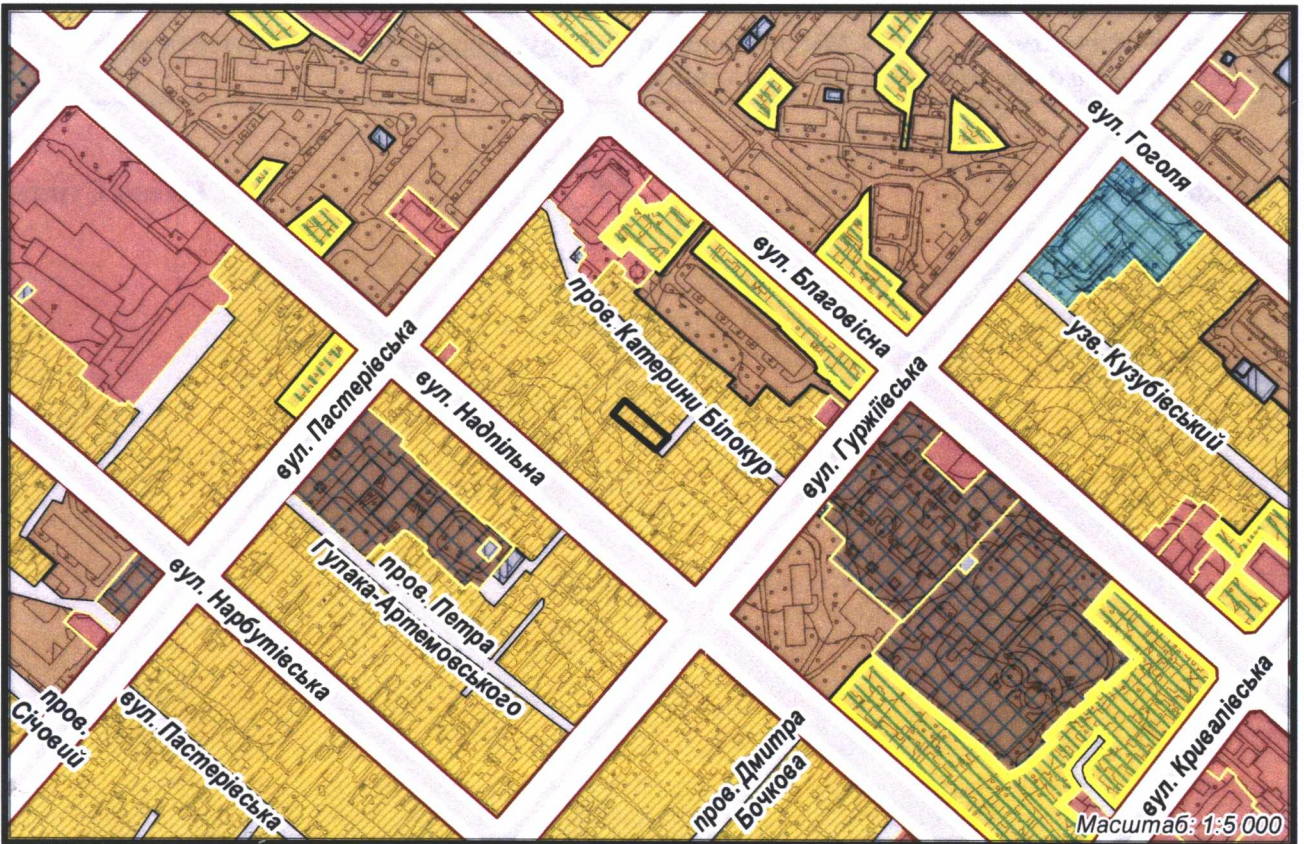 вул. Гоголя
вул. Благовісна
пров. Катерини Білокур
узв. Кузубівський
вул. Пастерівська
вул. Надпільна
вул. Гуржіївська
пров. Петра
Гулака-Артемовського
вул. Нарбутівська
пров.
Січовий
вул. Пастерівська
пров. Дмитра
Бочкова
вул. Кривалівська
Масштаб: 1:5 000